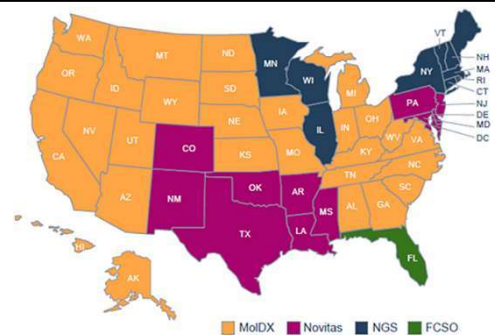 VT
WA
MT
ND
MN
NH
OR
ID
SD
WI
NY
MA
RI
CT
WY
MI
PA
NJ
IA
NE
OH
DE
NV
UT
IL
IN
MD
CO
WV
VA
DC
CA
KS
MO
KY
NC
TN
OK
AR
SC
AZ
NM
MS
AL
GA
TX
LA
HI
FL
AK
MolDX Novitas NGS FCSO